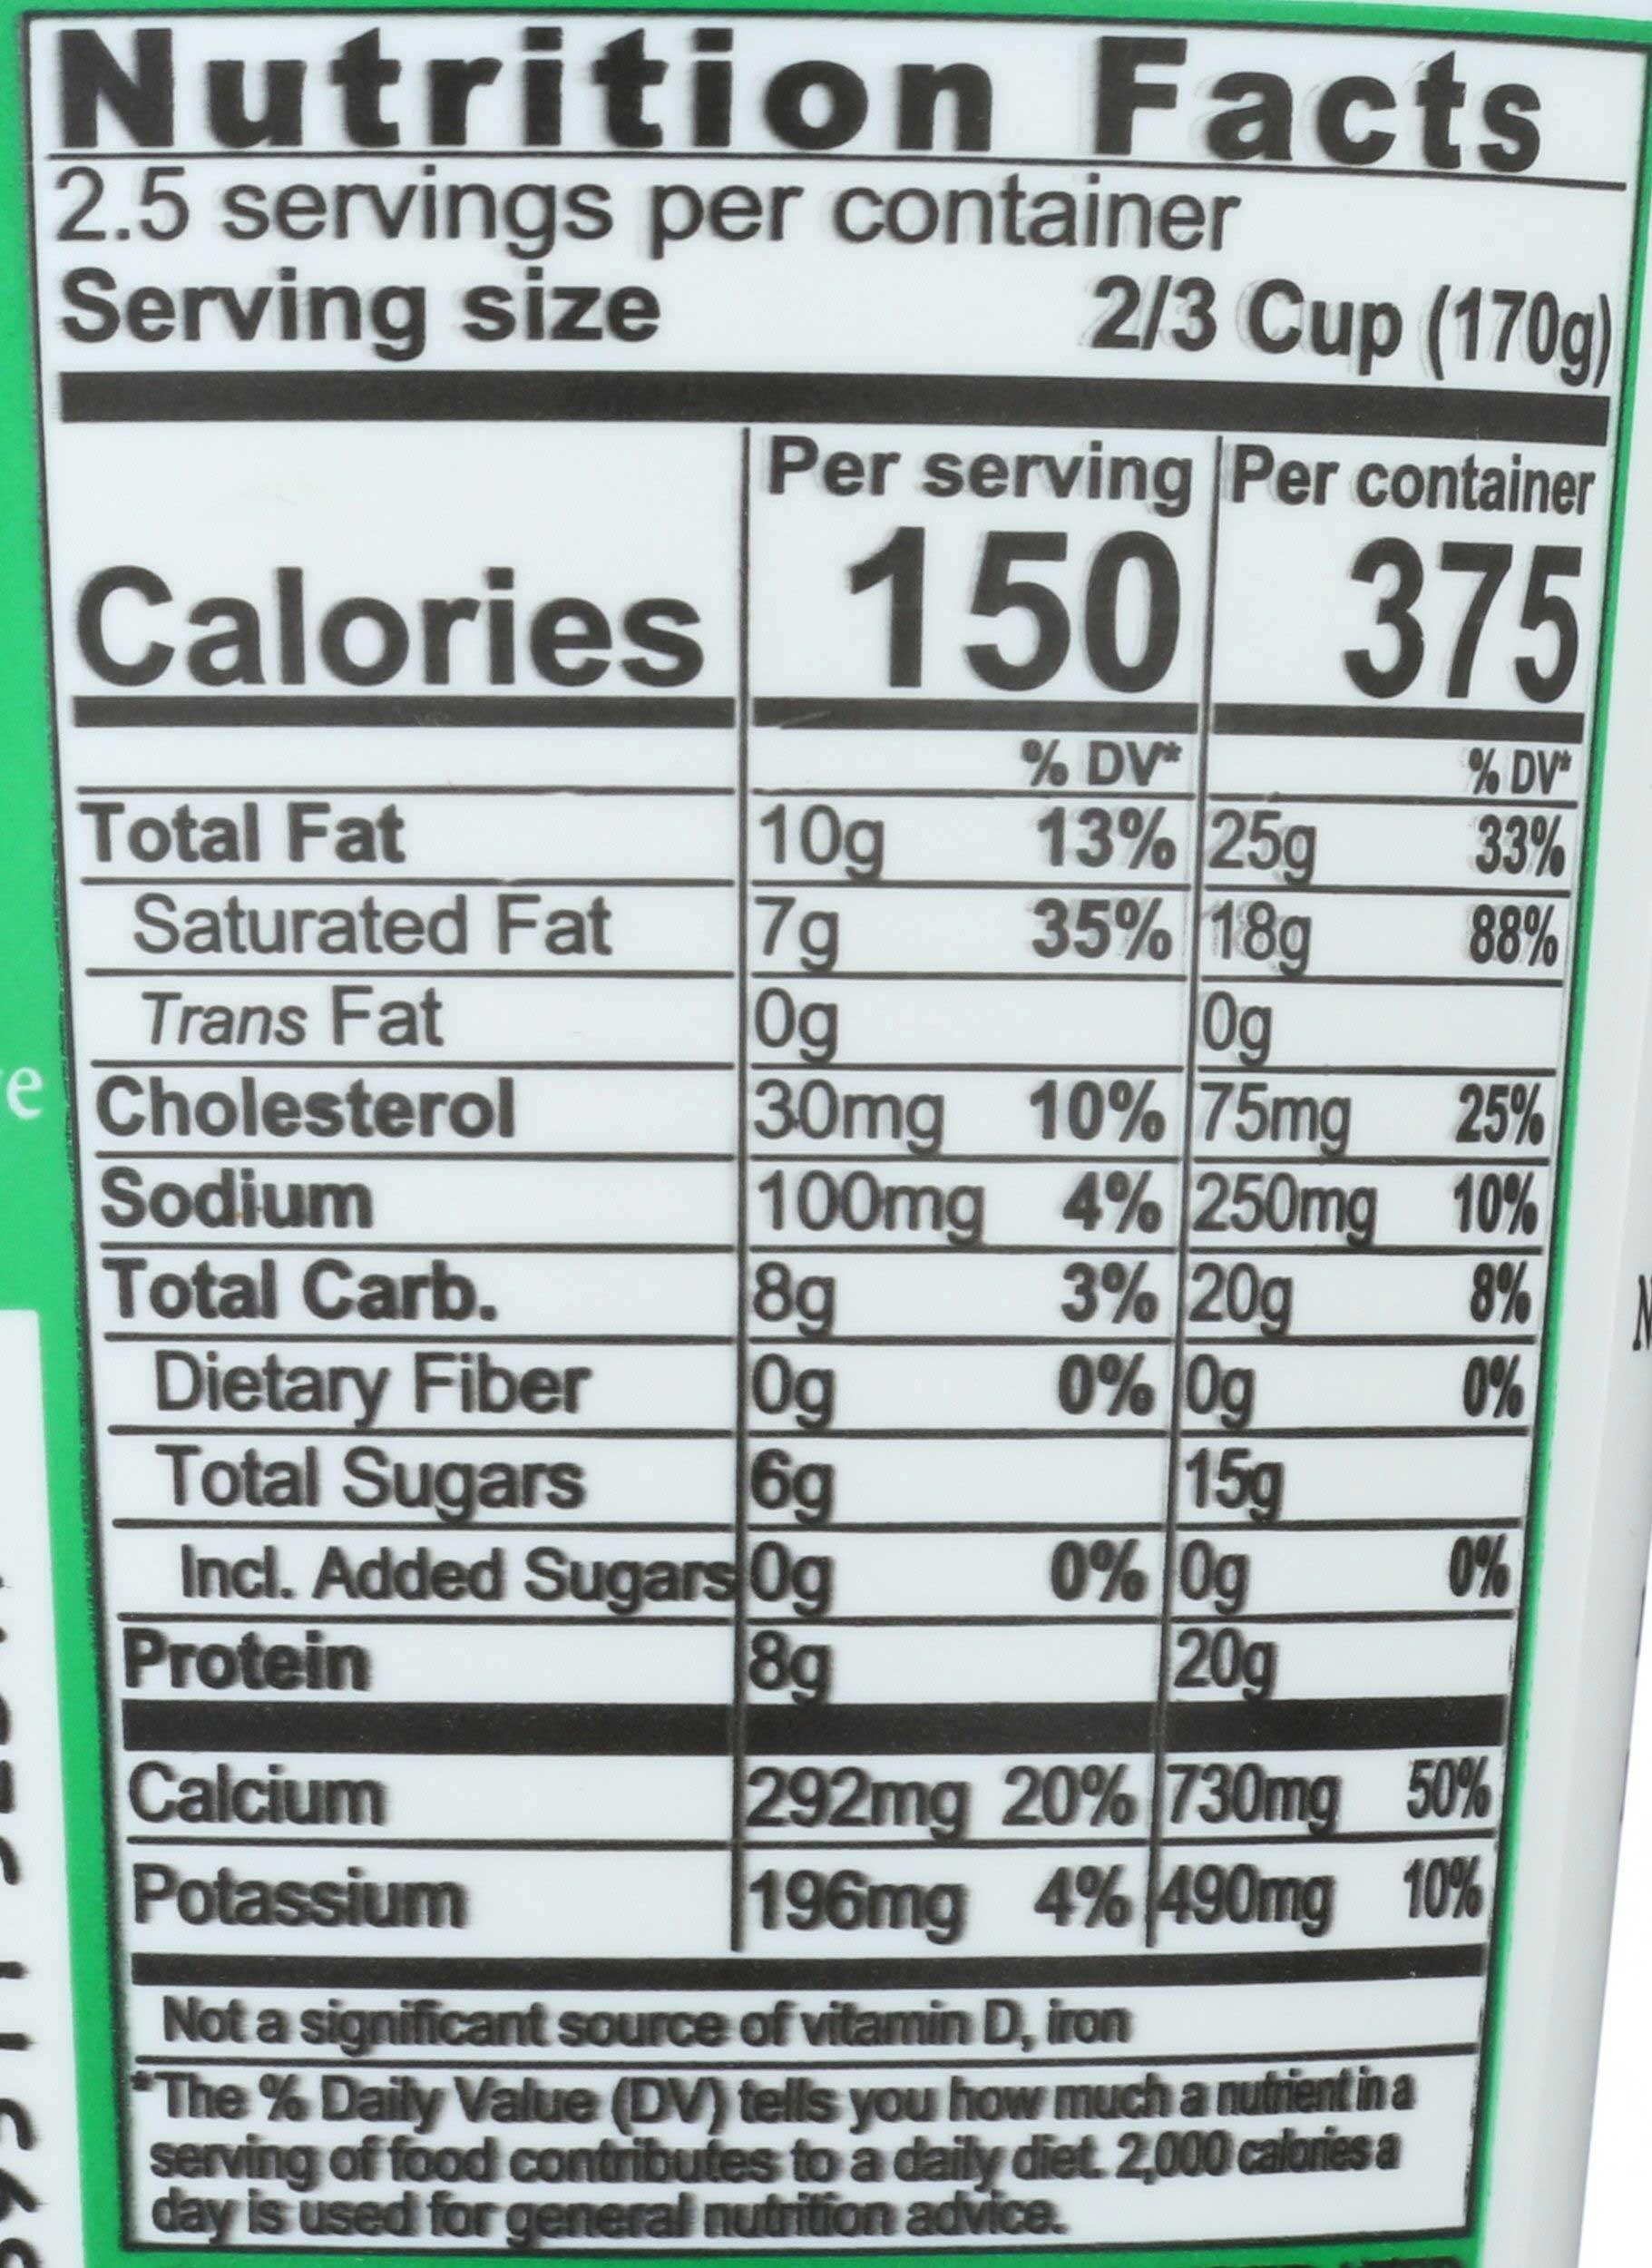 Nutrition Facts
2.5 servings per container
Serving size 2/3 Cup (170g)
Per serving Per container
Calories 150 375
% DV* % DV*
Total Fat 10g 13% 25g 33%
Saturated Fat 7g 35% 18g 88%
Trans Fat 0g 0g
Cholesterol 30mg 10% 75mg 25%
Sodium 100mg 4% 250mg 10%
Total Carb. 8g 3% 20g 8%
Dietary Fiber 0g 0% 0g 0%
Total Sugars 6g 15g
Incl. Added Sugars 0g 0% 0g 0%
Protein 8g 20g
Calcium 292mg 20% 730mg 50%
Potassium 196mg 4% 490mg 10%
Not a significant source of vitamin D, iron
*The % Daily Value (DV) tells you how much a nutrient in a
serving of food contributes to a daily diet. 2,000 calories a
day is used for general nutrition advice.